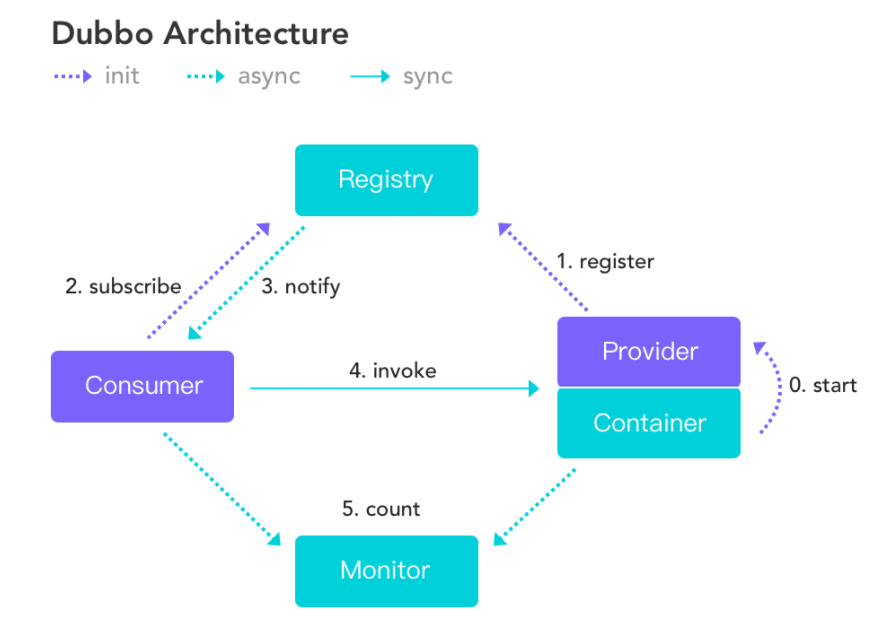 Dubbo Architecture
init async sync
Registry
1. register
2. subscribe 3. notify
Provider
4. invoke
Consumer
0. start
Container
5. count
Monitor